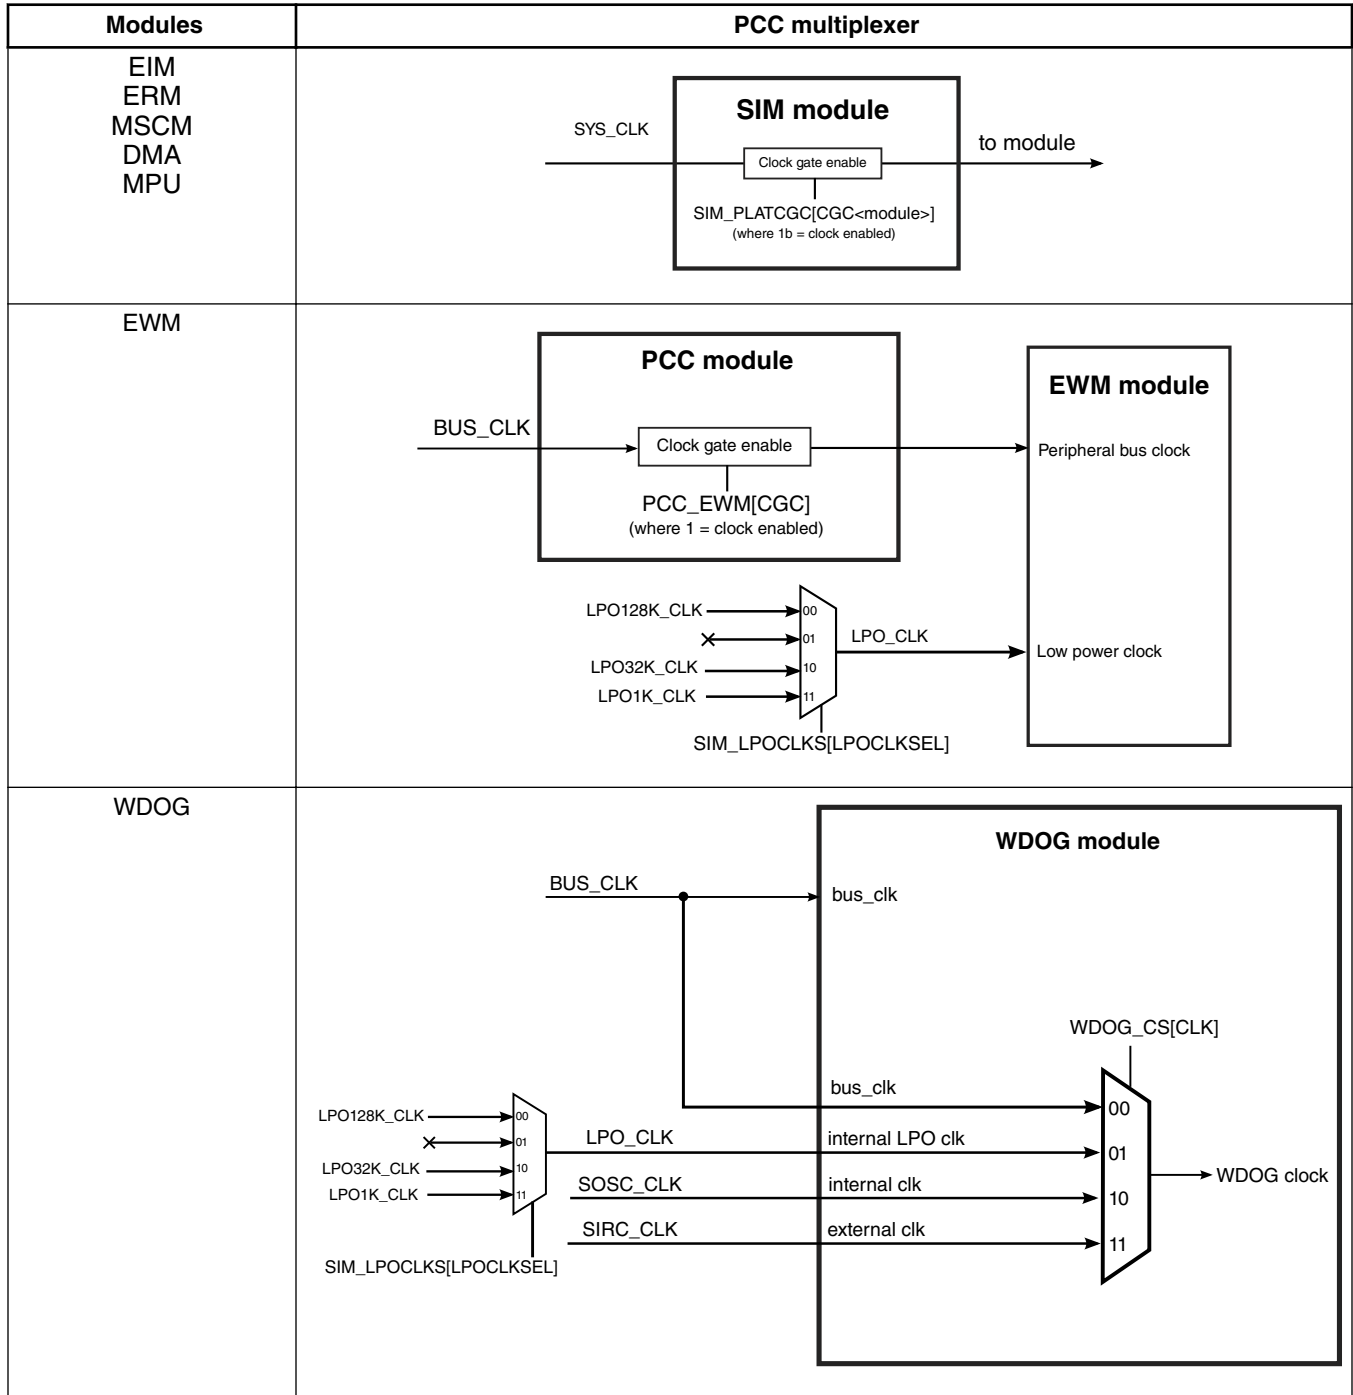 Modules
PCC multiplexer
EIM
ERM
MSCM
DMA
MPU
SIM module
SYS_CLK
to module
Clock gate enable
SIM_PLATCGC[CGC<module>]
(where 1b = clock enabled)
EWM
PCC module
EWM module
BUS_CLK
Clock gate enable
Peripheral bus clock
PCC_EWM[CGC]
(where 1 = clock enabled)
LPO128K_CLK
00
01
LPO_CLK
Low power clock
LPO32K_CLK
10
LPO1K_CLK
11
SIM_LPOCLKS[LPOCLKSEL]
WDOG
WDOG module
BUS_CLK
bus_clk
WDOG_CS[CLK]
bus_clk
00
LPO128K_CLK
00
01
LPO_CLK
internal LPO clk
01
LPO32K_CLK
10
WDOG clock
SOSC_CLK
internal clk
10
LPO1K_CLK
11
SIRC_CLK
external clk
11
SIM_LPOCLKS[LPOCLKSEL]